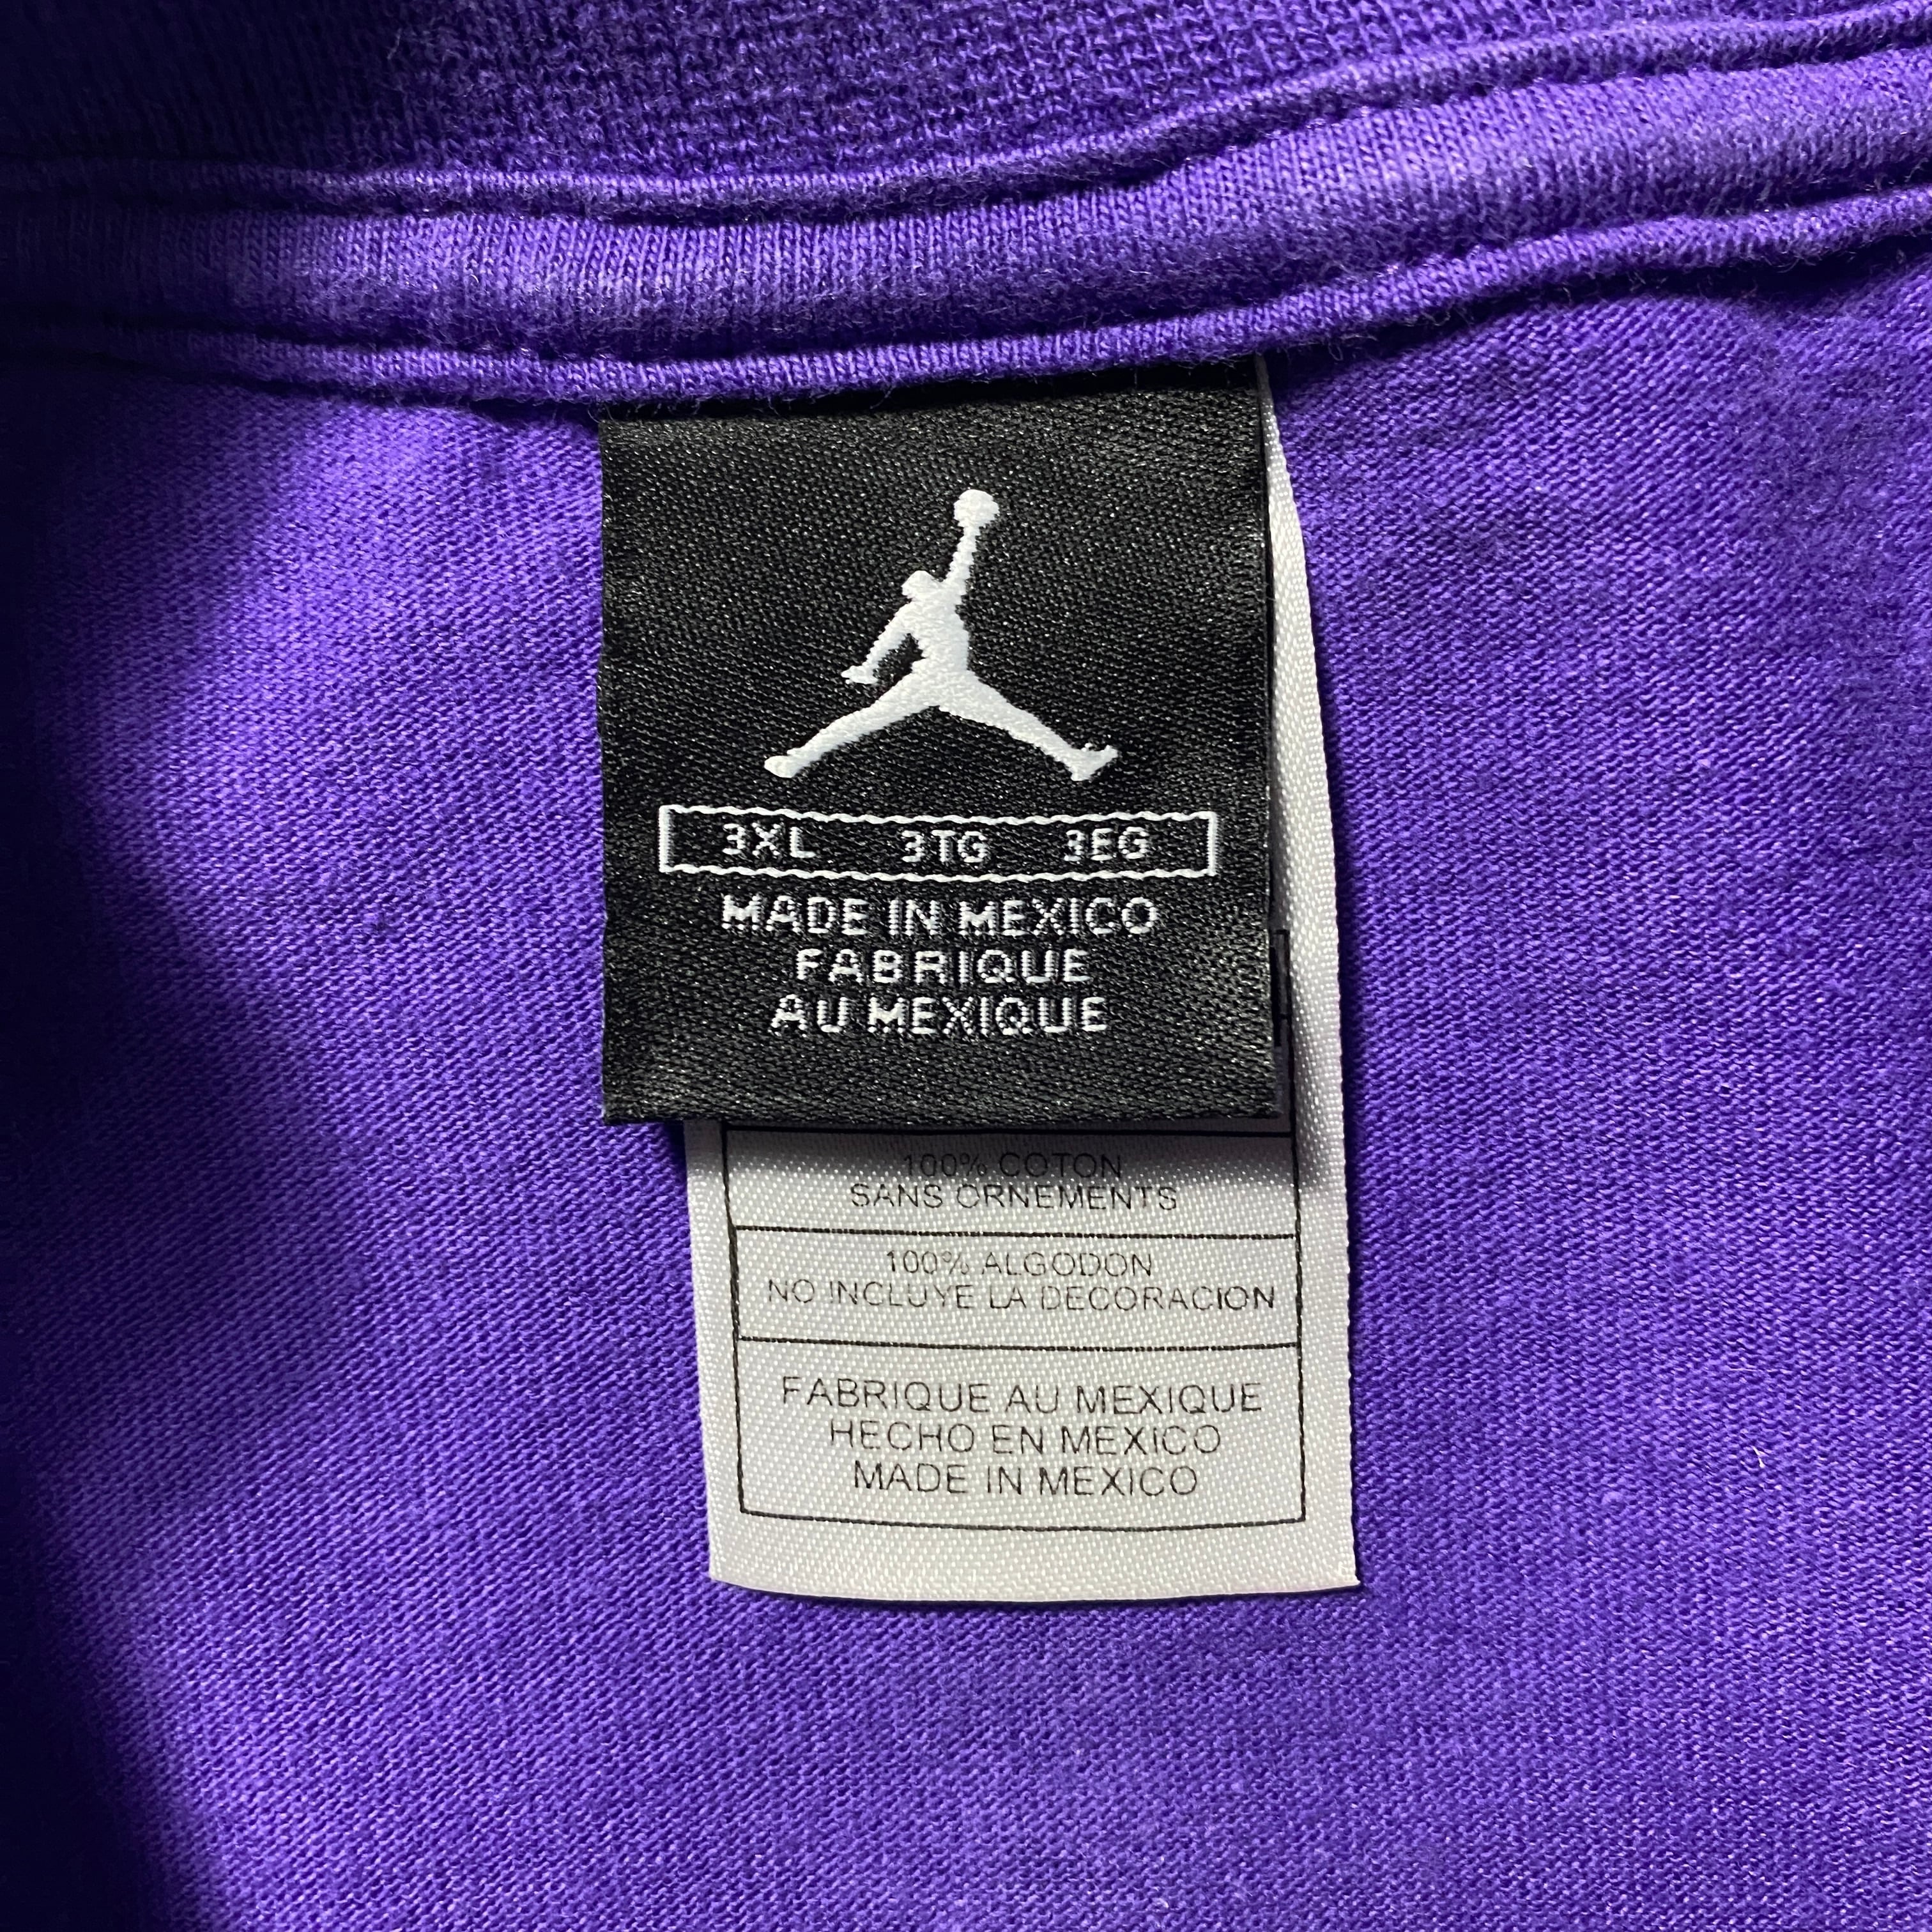 3XL 3TG 3EG
MADE IN MEXICO
FABRIQUE
AU MEXIQUE
100% COTON
SANS ORNEMENTS
100% ALGODON
NO INCLUYE LA DECORACION
FABRIQUE AU MEXIQUE
HECHO EN MEXICO
MADE IN MEXICO